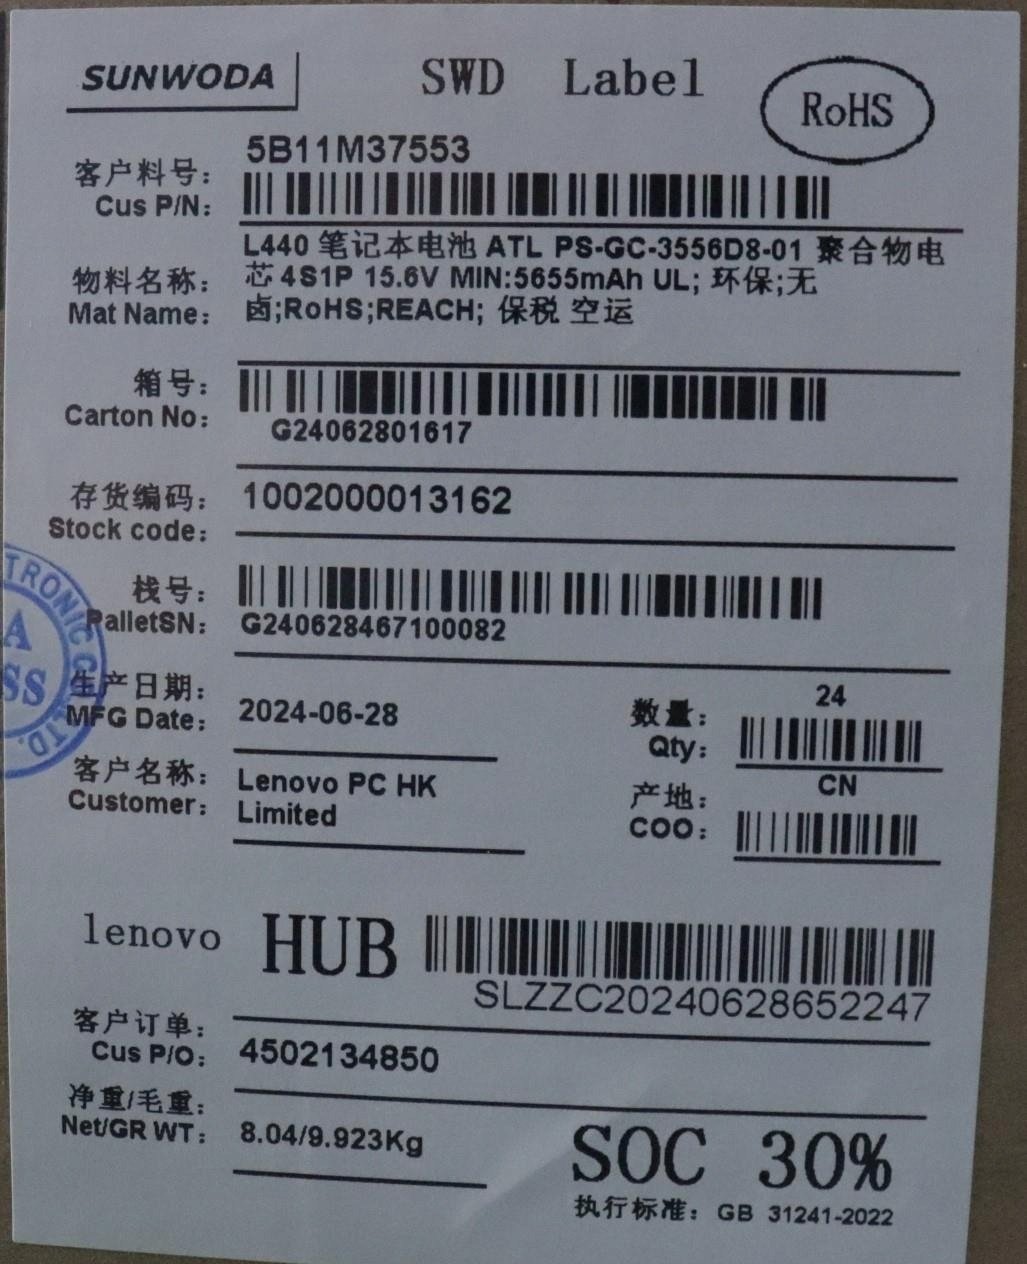 SUNWODA
SWD Label
RoHS
客户料号:
Cus P/N:
5B11M37553
物料名称:
Mat Name:
L440 笔记本电池 ATL PS-GC-3556D8-01 聚合物电
芯 4S1P 15.6V MIN:5655mAh UL; 环保;无
卤;RoHS;REACH; 保税 空运
箱号:
Carton No:
G24062801617
存货编码:
Stock code:
1002000013162
栈号:
PalletSN:
G240628467100082
TRONIC
生产日期:
MFG Date:
2024-06-28
数量:
Qty:
24
客户名称:
Customer:
Lenovo PC HK
Limited
产地:
COO:
CN
lenovo
HUB
SLZZC20240628652247
客户订单:
Cus P/O:
4502134850
净重/毛重:
Net/GR WT:
8.04/9.923Kg
SOC 30%
执行标准: GB 31241-2022